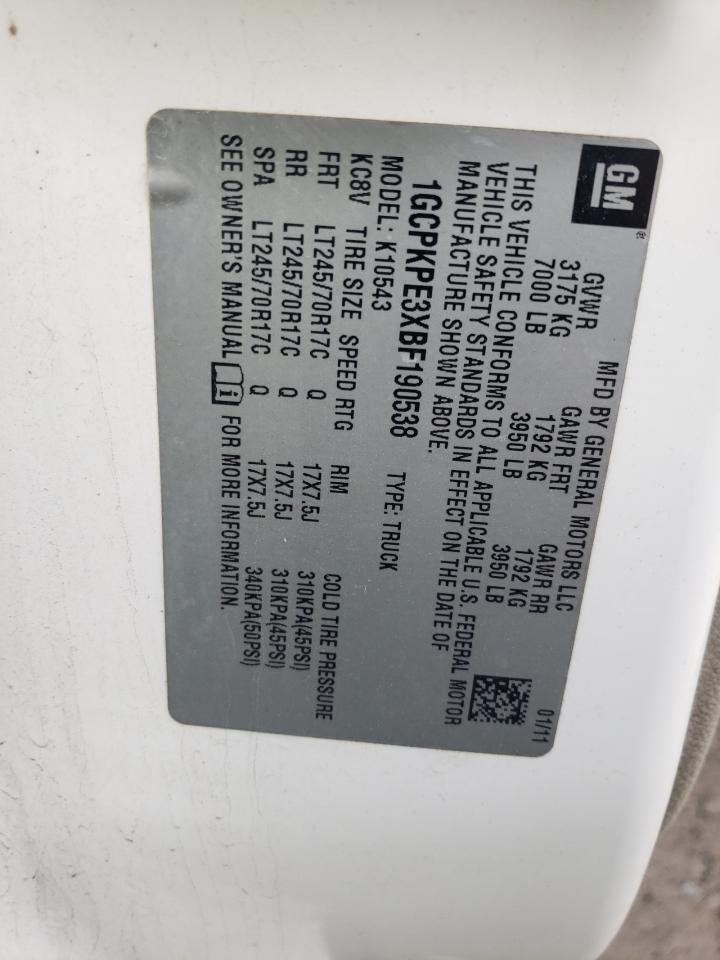 GM
MFD BY GENERAL MOTORS LLC 01/11
GVWR GAWR FRT GAWR RR
3175 KG 1792 KG 1792 KG
7000 LB 3950 LB 3950 LB
THIS VEHICLE CONFORMS TO ALL APPLICABLE U.S. FEDERAL MOTOR
VEHICLE SAFETY STANDARDS IN EFFECT ON THE DATE OF
MANUFACTURE SHOWN ABOVE.
1GCPKPE3XBF190538 TYPE: TRUCK
MODEL: K10543
KC8V TIRE SIZE SPEED RTG RIM COLD TIRE PRESSURE
FRT LT245/70R17C Q 17X7.5J 310KPA(45PSI)
RR LT245/70R17C Q 17X7.5J 310KPA(45PSI)
SPA LT245/70R17C Q 17X7.5J 340KPA(50PSI)
SEE OWNER'S MANUAL FOR MORE INFORMATION.